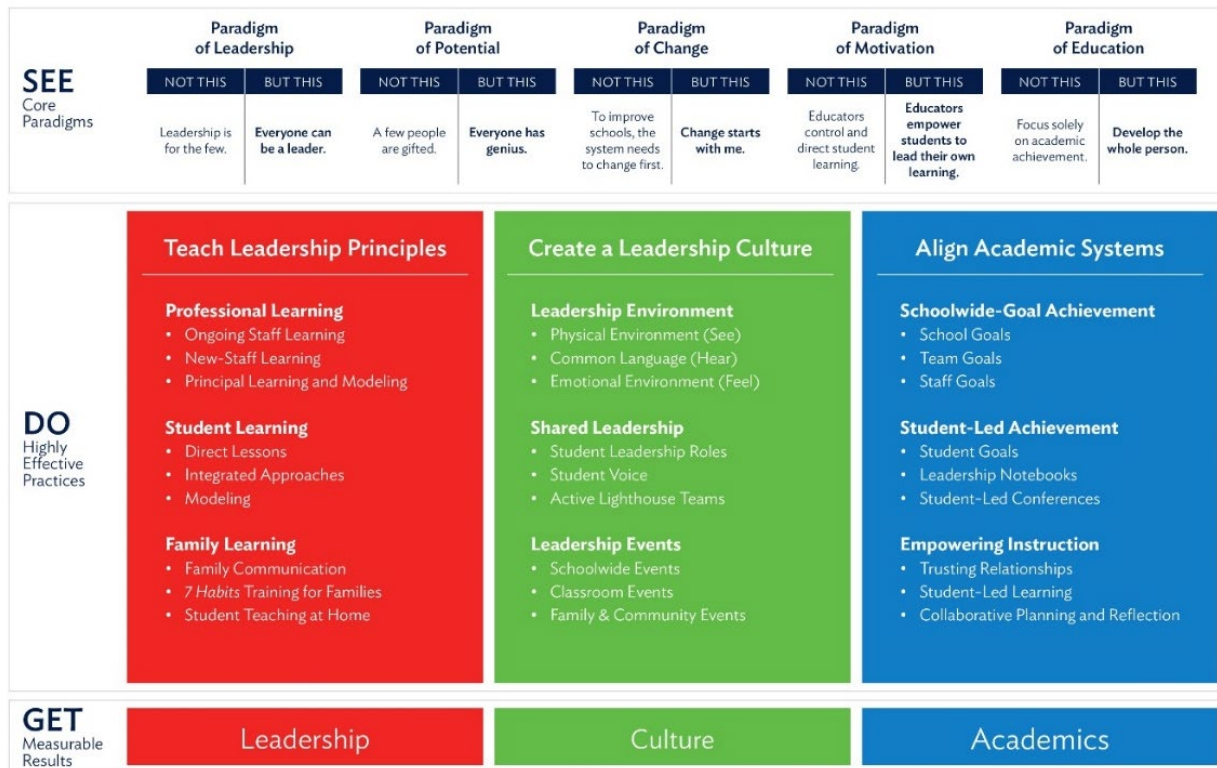 SEE
Core
Paradigms
Paradigm
of Leadership
NOT THIS
BUT THIS
Leadership is
for the few.
Everyone can
be a leader.
Paradigm
of Potential
NOT THIS
BUT THIS
A few people
are gifted.
Everyone has
genius.
Paradigm
of Change
NOT THIS
BUT THIS
To improve
schools, the
system needs
to change first.
Change starts
with me.
Paradigm
of Motivation
NOT THIS
BUT THIS
Educators
control and
direct student
learning.
Educators
empower
students to
lead their own
learning.
Paradigm
of Education
NOT THIS
BUT THIS
Focus solely
on academic
achievement.
Develop the
whole person.
DO
Highly
Effective
Practices
Teach Leadership Principles
Professional Learning
• Ongoing Staff Learning
• New-Staff Learning
• Principal Learning and Modeling
Student Learning
• Direct Lessons
• Integrated Approaches
• Modeling
Family Learning
• Family Communication
• 7 Habits Training for Families
• Student Teaching at Home
Create a Leadership Culture
Leadership Environment
• Physical Environment (See)
• Common Language (Hear)
• Emotional Environment (Feel)
Shared Leadership
• Student Leadership Roles
• Student Voice
• Active Lighthouse Teams
Leadership Events
• Schoolwide Events
• Classroom Events
• Family & Community Events
Align Academic Systems
Schoolwide-Goal Achievement
• School Goals
• Team Goals
• Staff Goals
Student-Led Achievement
• Student Goals
• Leadership Notebooks
• Student-Led Conferences
Empowering Instruction
• Trusting Relationships
• Student-Led Learning
• Collaborative Planning and Reflection
GET
Measurable
Results
Leadership
Culture
Academics